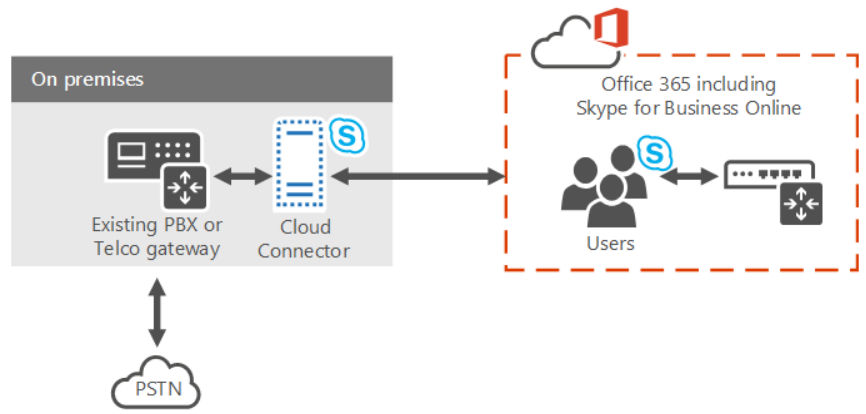 On premises
Office 365 including
Skype for Business Online
S
S
Existing PBX or
Telco gateway
Cloud
Connector
Users
PSTN